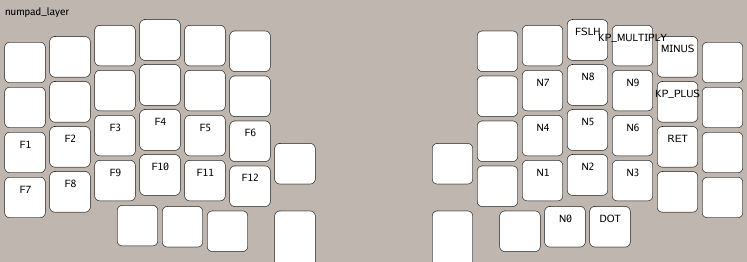 numpad_layer
FSLH KP_MULTIPLY MINUS
N7 N8 N9 KP_PLUS
F1 F2 F3 F4 F5 F6 N4 N5 N6 RET
F7 F8 F9 F10 F11 F12 N1 N2 N3
N0 DOT